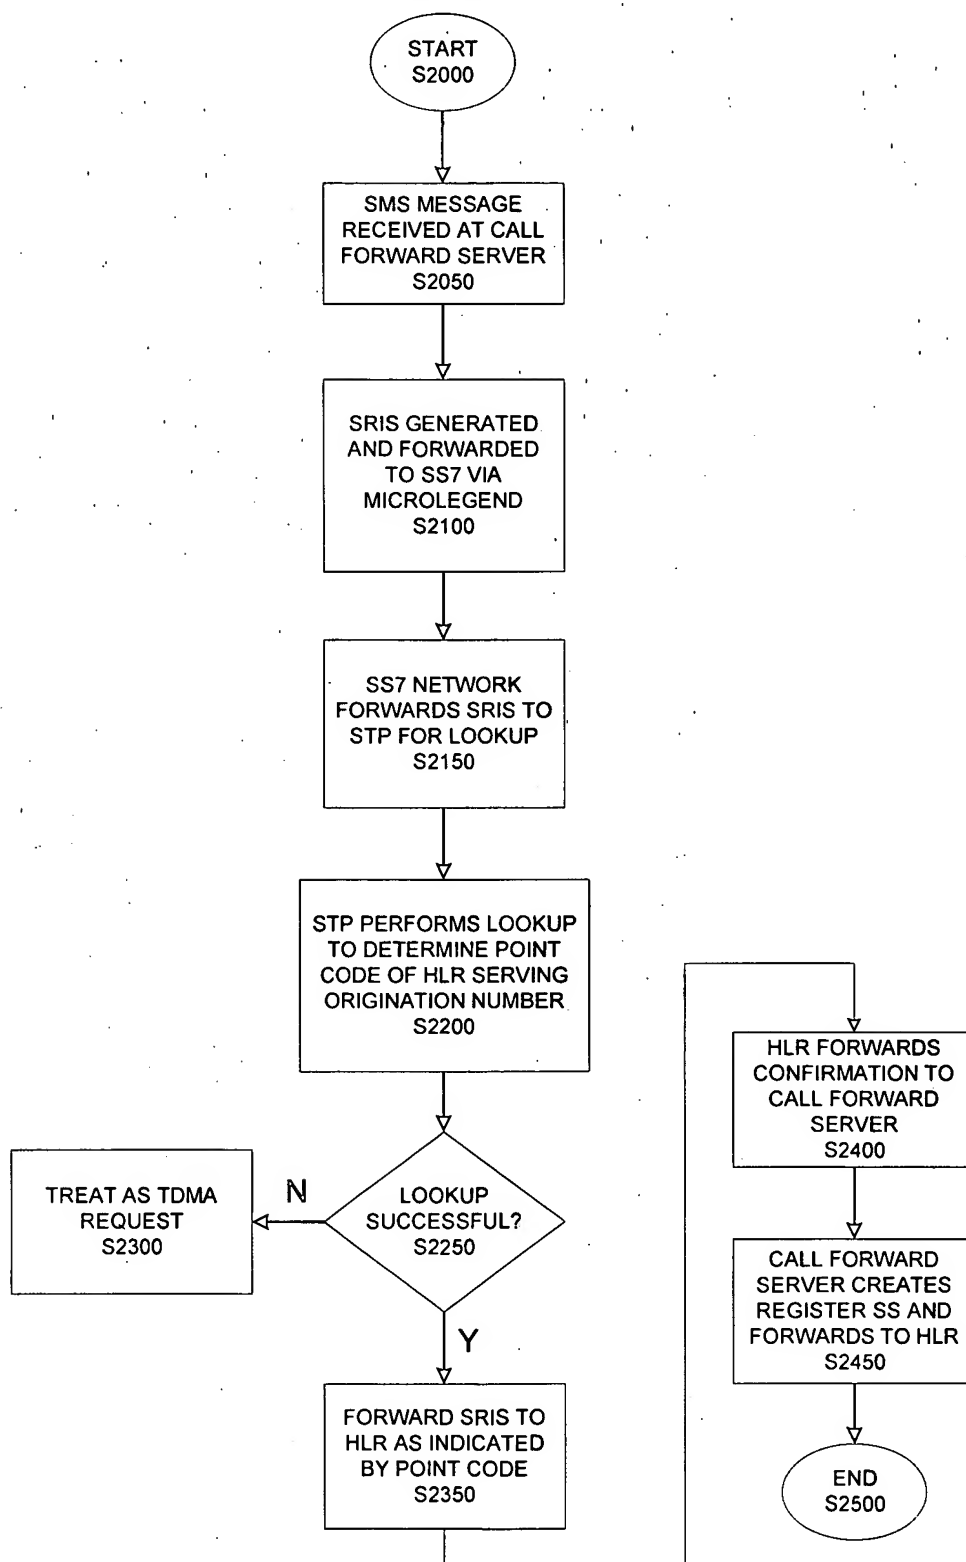 START
S2000
SMS MESSAGE
RECEIVED AT CALL
FORWARD SERVER
S2050
SRIS GENERATED
AND FORWARDED
TO SS7 VIA
MICROLEGEND
S2100
SS7 NETWORK
FORWARDS SRIS TO
STP FOR LOOKUP
S2150
STP PERFORMS LOOKUP
TO DETERMINE POINT
CODE OF HLR SERVING
ORIGINATION NUMBER
S2200
LOOKUP
SUCCESSFUL?
S2250
N
TREAT AS TDMA
REQUEST
S2300
Y
FORWARD SRIS TO
HLR AS INDICATED
BY POINT CODE
S2350
HLR FORWARDS
CONFIRMATION TO
CALL FORWARD
SERVER
S2400
CALL FORWARD
SERVER CREATES
REGISTER SS AND
FORWARDS TO HLR
S2450
END
S2500